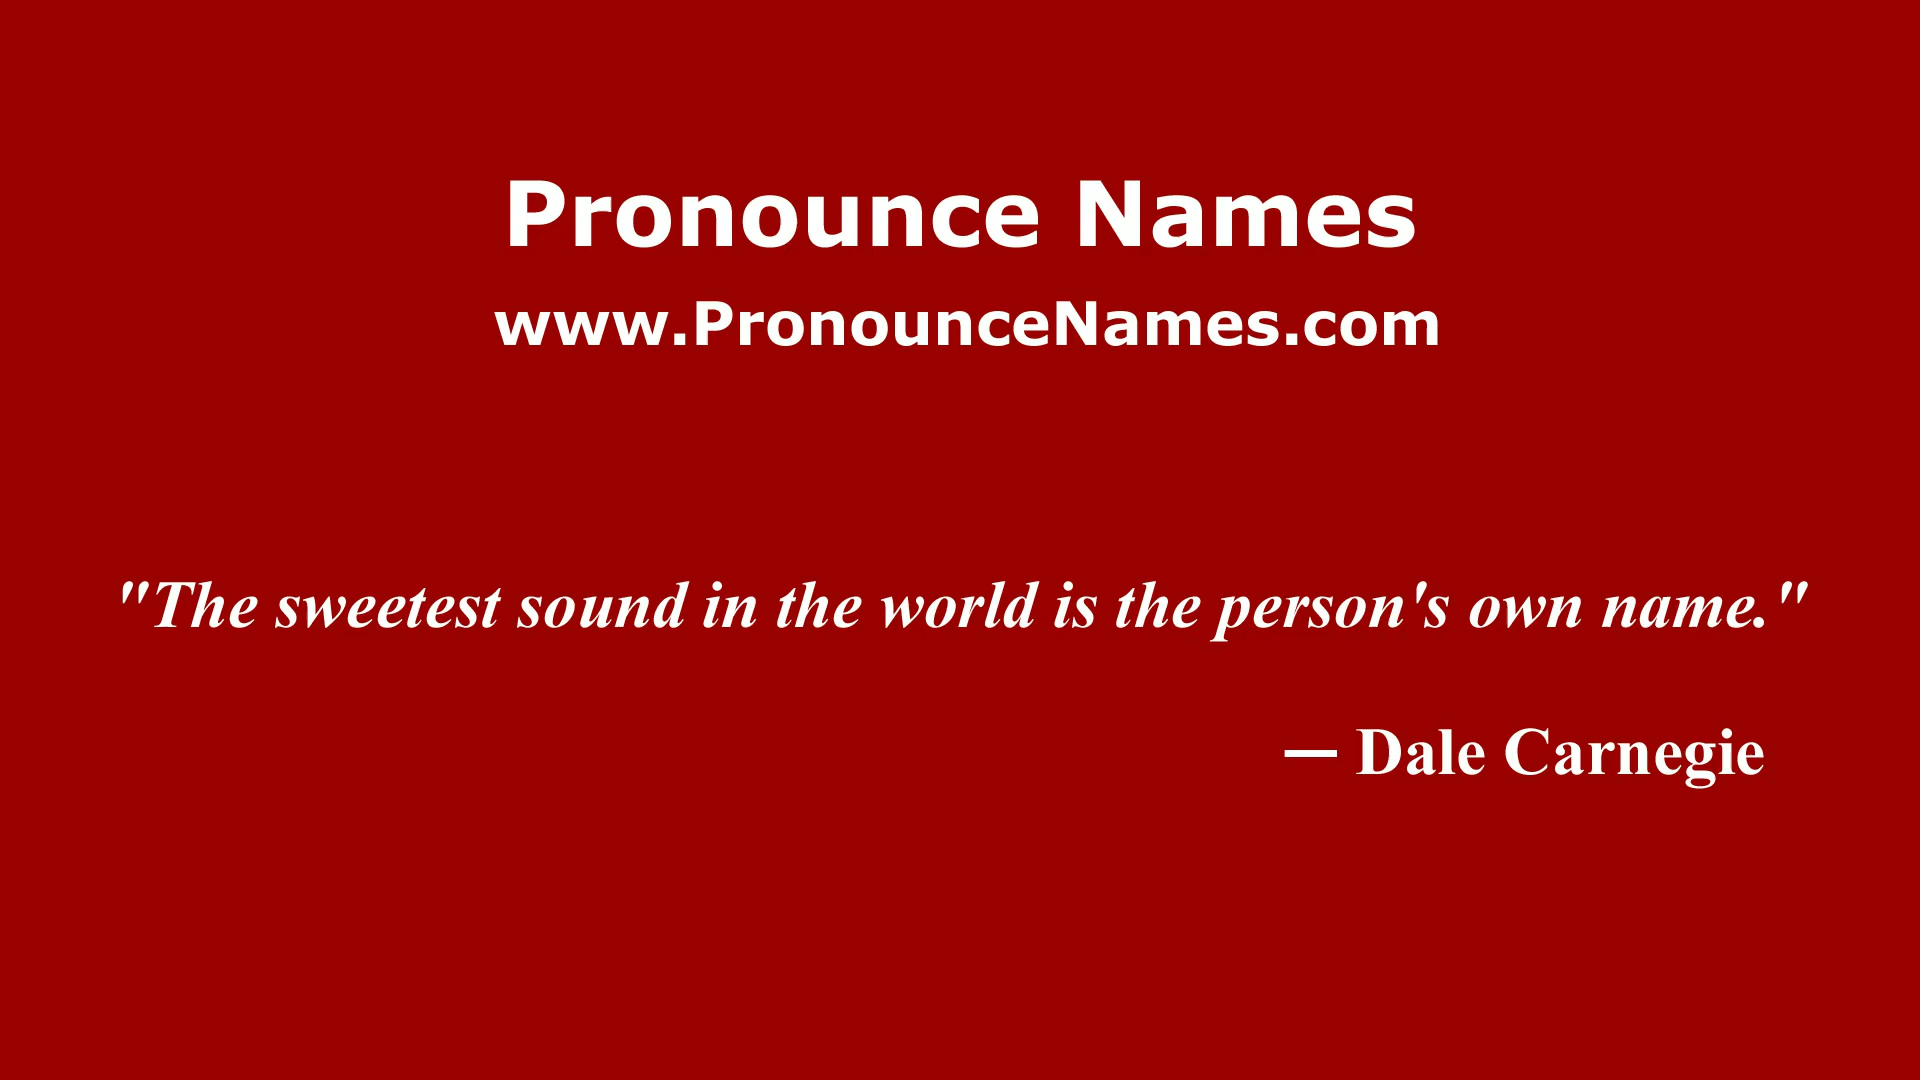 Pronounce Names
www.PronounceNames.com
"The sweetest sound in the world is the person's own name."
— Dale Carnegie